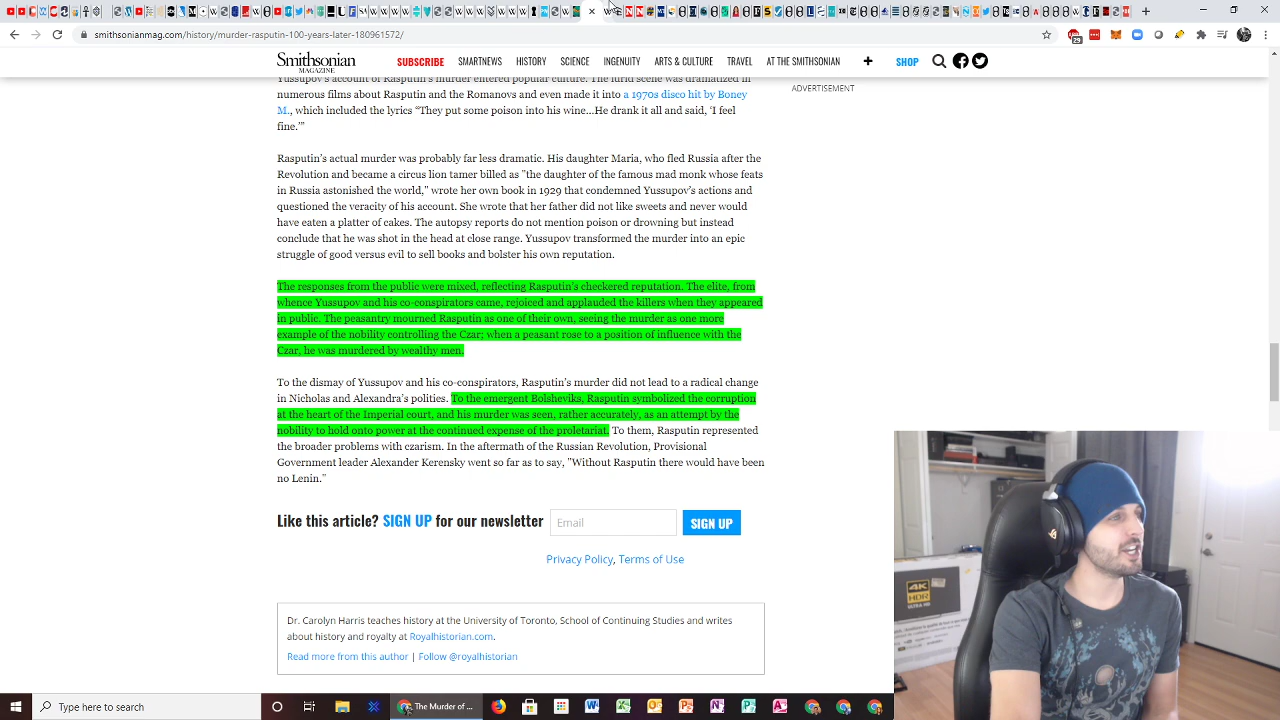 smithsonianmag.com/history/murder-rasputin-100-years-later-180961572/
29
Smithsonian
MAGAZINE
SUBSCRIBE SMARTNEWS HISTORY SCIENCE INGENUITY ARTS & CULTURE TRAVEL AT THE SMITHSONIAN + SHOP
Yussupov's account of Rasputin's murder entered popular culture. The lurid scene was dramatized in
numerous films about Rasputin and the Romanovs and even made it into a 1970s disco hit by Boney
M., which included the lyrics “They put some poison into his wine...He drank it all and said, ‘I feel
fine.’”
ADVERTISEMENT
Rasputin’s actual murder was probably far less dramatic. His daughter Maria, who fled Russia after the
Revolution and became a circus lion tamer billed as "the daughter of the famous mad monk whose feats
in Russia astonished the world," wrote her own book in 1929 that condemned Yussupov’s actions and
questioned the veracity of his account. She wrote that her father did not like sweets and never would
have eaten a platter of cakes. The autopsy reports do not mention poison or drowning but instead
conclude that he was shot in the head at close range. Yussupov transformed the murder into an epic
struggle of good versus evil to sell books and bolster his own reputation.
The responses from the public were mixed, reflecting Rasputin’s checkered reputation. The elite, from
whence Yussupov and his co-conspirators came, rejoiced and applauded the killers when they appeared
in public. The peasantry mourned Rasputin as one of their own, seeing the murder as one more
example of the nobility controlling the Czar; when a peasant rose to a position of influence with the
Czar, he was murdered by wealthy men.
To the dismay of Yussupov and his co-conspirators, Rasputin’s murder did not lead to a radical change
in Nicholas and Alexandra’s polities. To the emergent Bolsheviks, Rasputin symbolized the corruption
at the heart of the Imperial court, and his murder was seen, rather accurately, as an attempt by the
nobility to hold onto power at the continued expense of the proletariat. To them, Rasputin represented
the broader problems with czarism. In the aftermath of the Russian Revolution, Provisional
Government leader Alexander Kerensky went so far as to say, "Without Rasputin there would have been
no Lenin."
Like this article? SIGN UP for our newsletter Email SIGN UP
Privacy Policy, Terms of Use
Dr. Carolyn Harris teaches history at the University of Toronto, School of Continuing Studies and writes
about history and royalty at Royalhistorian.com.
Read more from this author | Follow @royalhistorian
4K
HDR
ULTRA HD
Type here to search
The Murder of ...